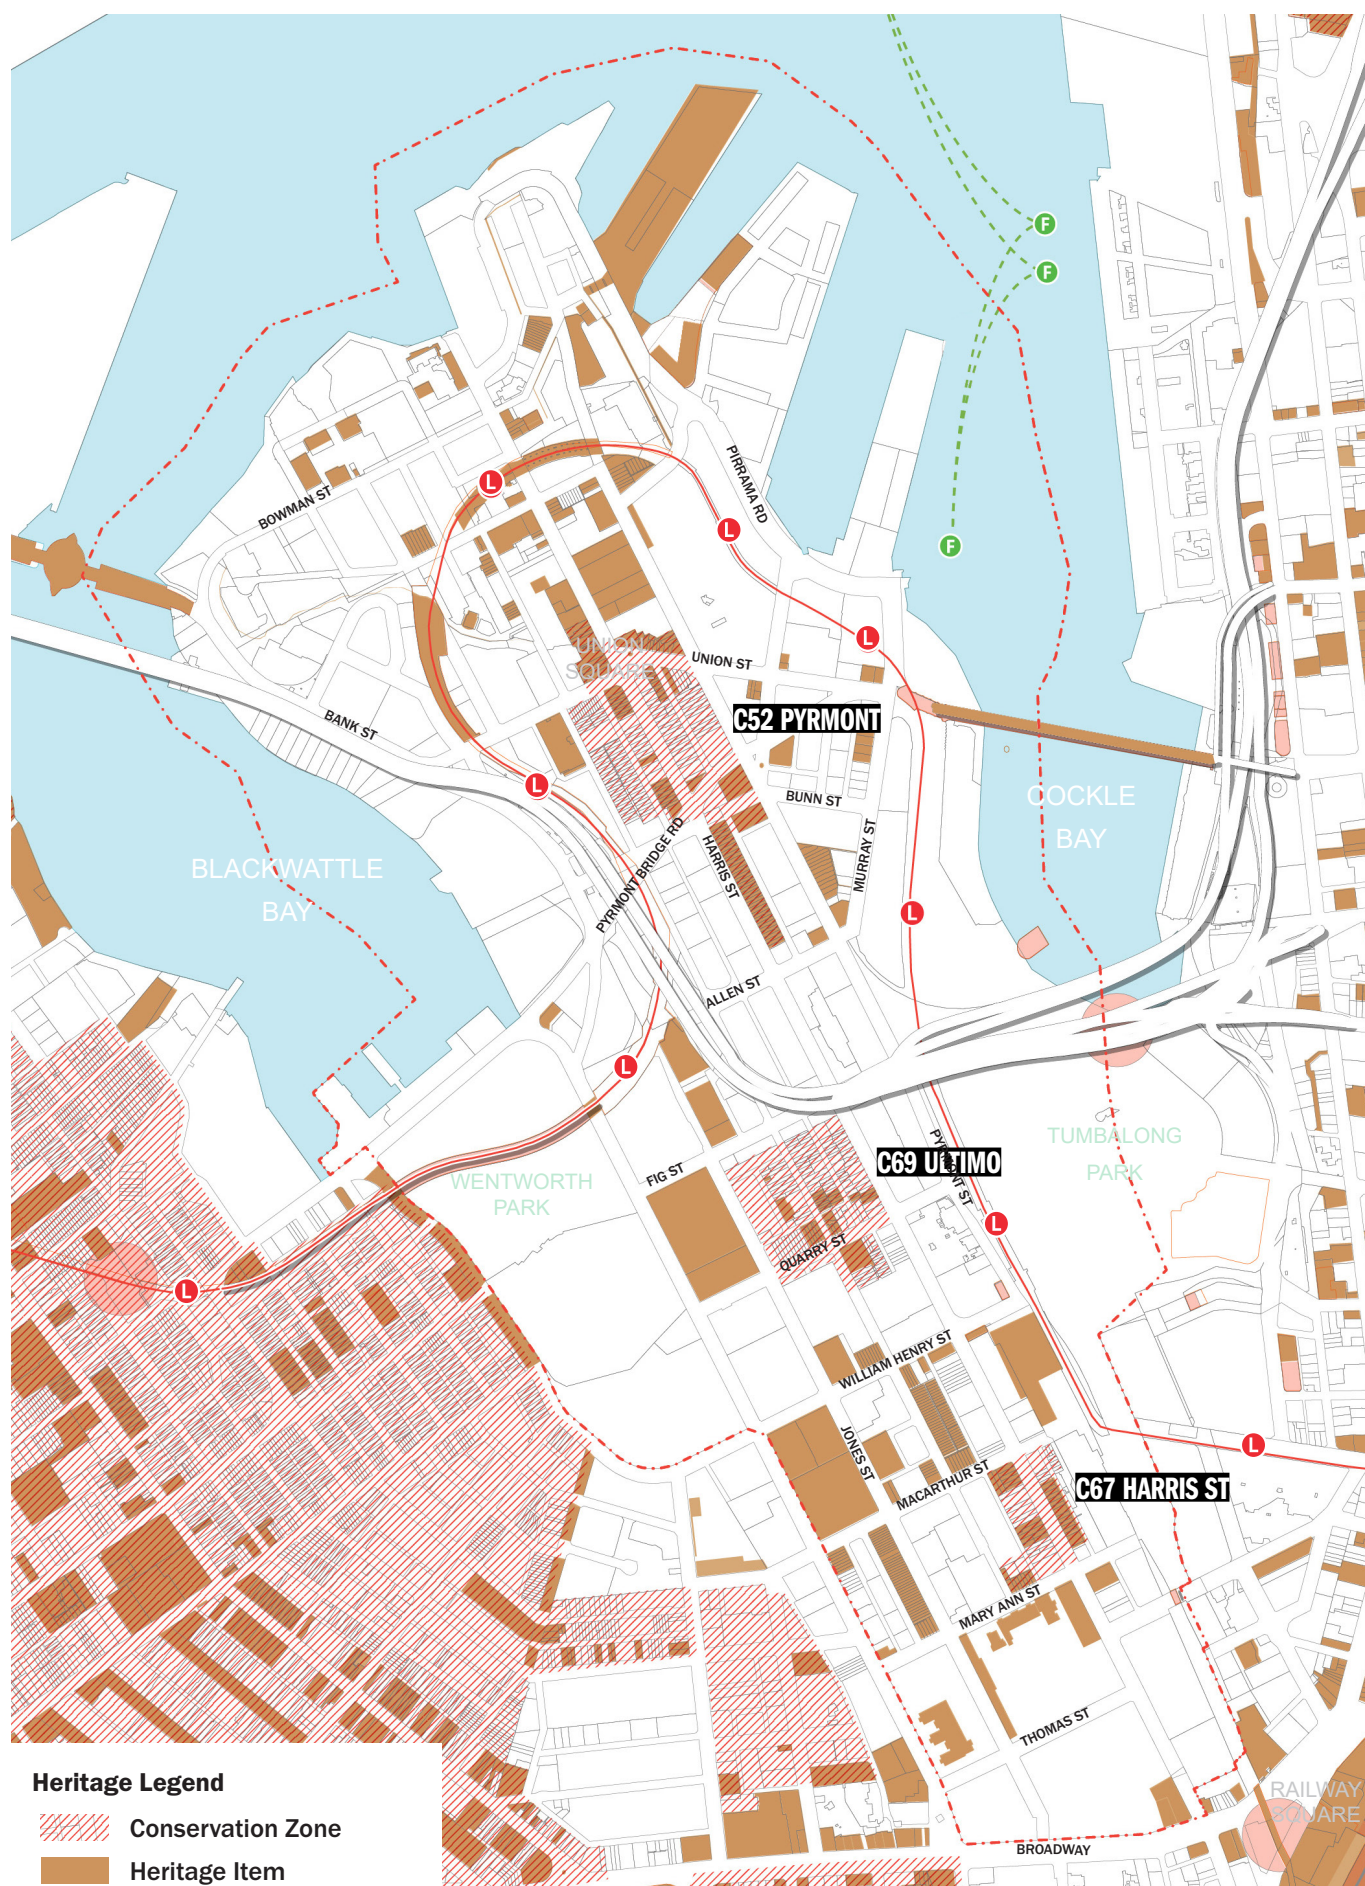 F
F
L
PIRRAMA RD
BOWMAN ST
L
F
L
UNION
SQUARE
UNION ST
C52 PYRMONT
BANK ST
L
BUNN ST
COCKLE
BAY
BLACKWATTLE
BAY
PYRMONT BRIDGE RD
HARRIS ST
MURRAY ST
L
ALLEN ST
L
TUMBALONG
PARK
C69 ULTIMO
PYRMONT ST
FIG ST
WENTWORTH
PARK
L
QUARRY ST
L
WILLIAM HENRY ST
JONES ST
L
MACARTHUR ST
C67 HARRIS ST
MARY ANN ST
THOMAS ST
RAILWAY
SQUARE
BROADWAY
Heritage Legend
Conservation Zone
Heritage Item